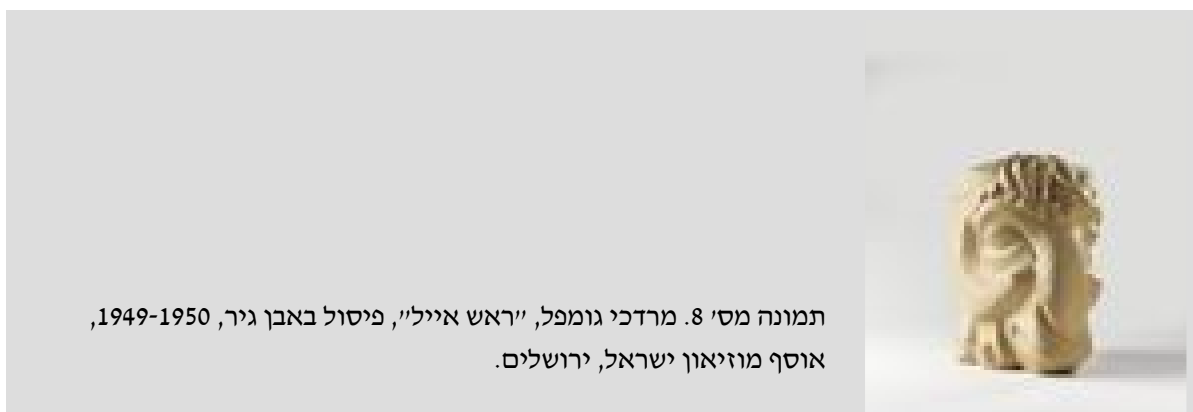 תמונה מס׳ 8. מרדכי גומפל, ״ראש אייל״, פיסול באבן גיר, 1949-1950,
אוסף מוזיאון ישראל, ירושלים.